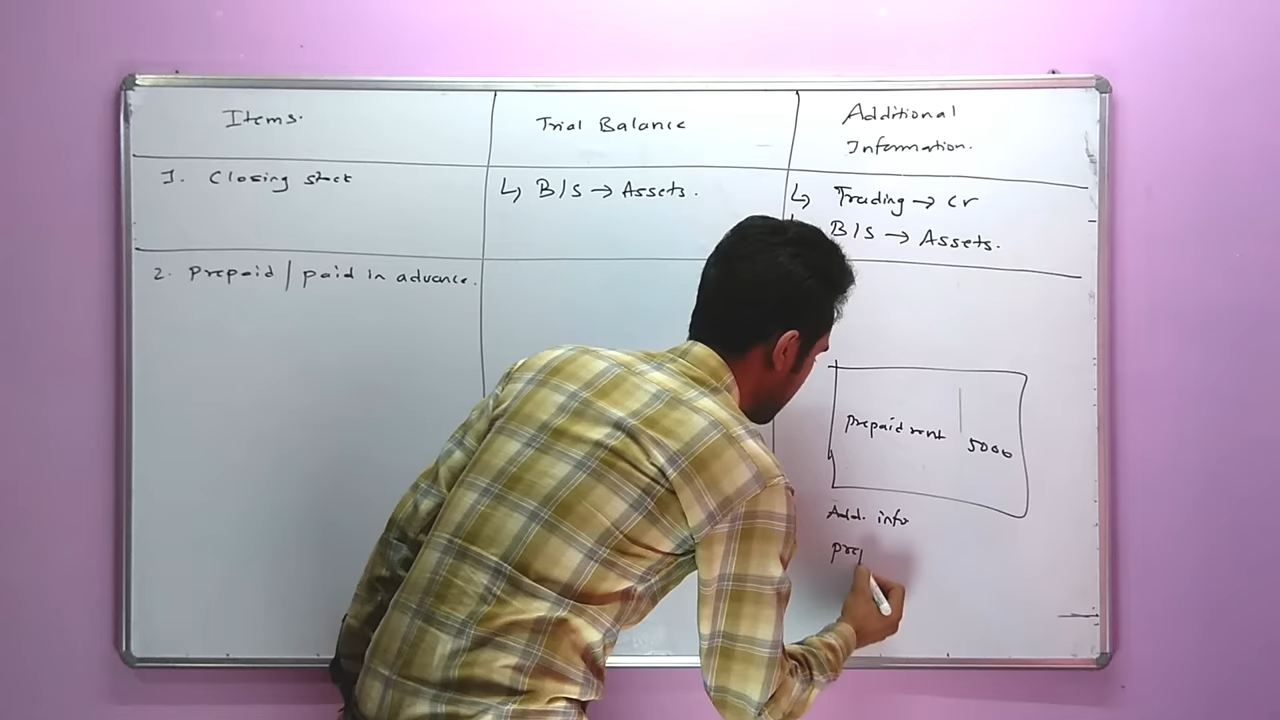 Items.
Trial Balance
Additional
Information.
1. Closing stock
↳ B/S → Assets.
↳ Trading → Cr
B/S → Assets.
2. Prepaid / paid in advance.
Prepaid rent 5000
Add. info
pre